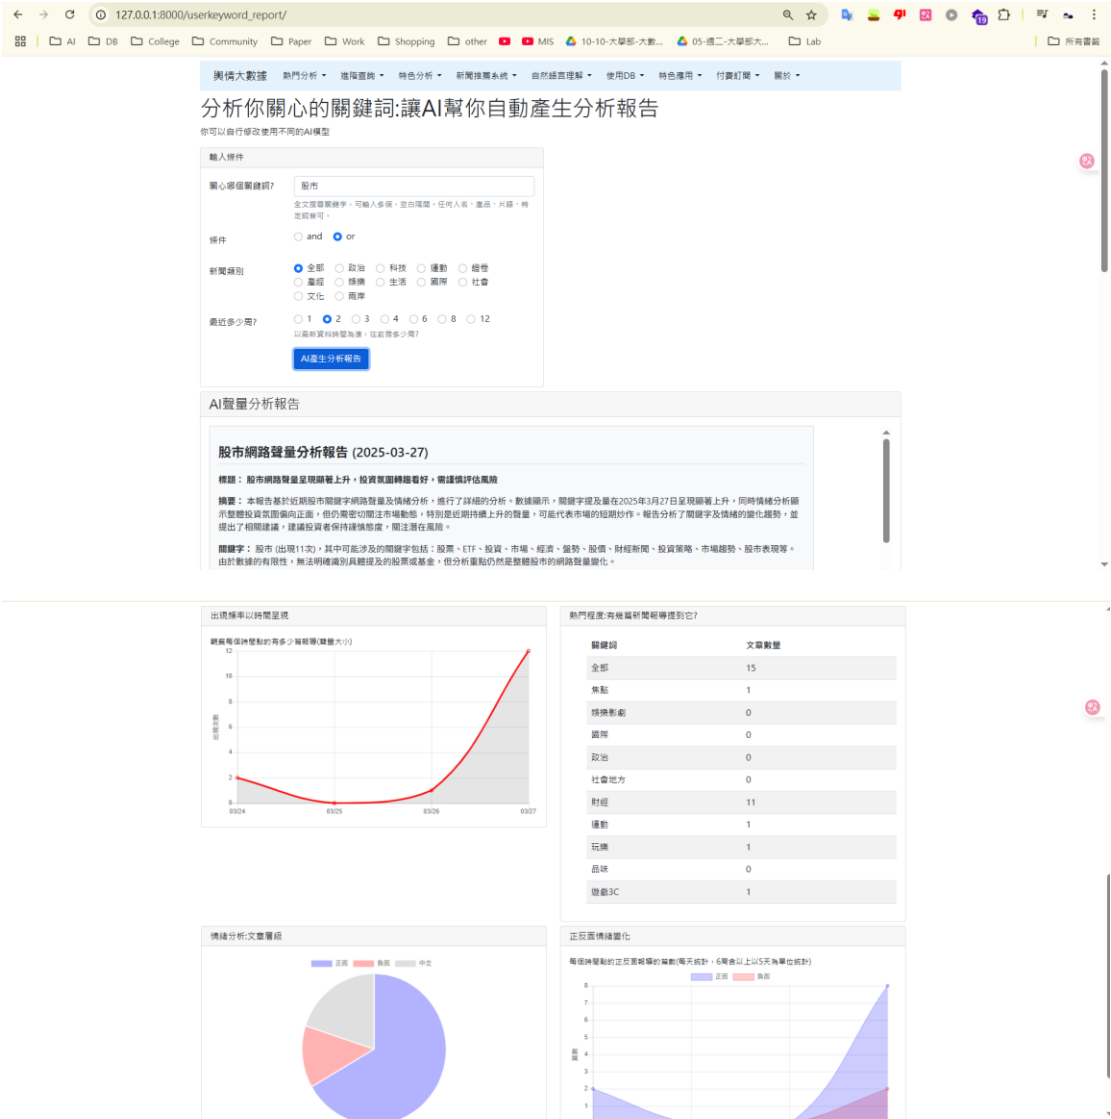 127.0.0.1:8000/userkeyword_report/
AI DB College Community Paper Work Shopping other MIS 10-10-大學部-大數... 05-週二-大學部大... Lab 所有書籤
輿情大數據 熱門分析 進階查詢 特色分析 新聞推薦系統 自然語言理解 使用DB 特色應用 付費訂閱 關於
分析你關心的關鍵詞:讓AI幫你自動產生分析報告
你可以自行修改使用不同的AI模型
輸入條件
關心哪個關鍵詞? 股市
全文搜尋關鍵字，可輸入多個，空白隔開。任何人名、產品、片語、特
定詞皆可。
條件 and or
新聞類別 全部 政治 科技 運動 證卷
產經 娛樂 生活 國際 社會
文化 兩岸
最近多少周? 1 2 3 4 6 8 12
以最新資料時間為準，往前推多少周?
AI產生分析報告
AI聲量分析報告
股市網路聲量分析報告 (2025-03-27)
標題： 股市網路聲量呈現顯著上升，投資氛圍轉趨看好，需謹慎評估風險
摘要： 本報告基於近期股市關鍵字網路聲量及情緒分析，進行了詳細的分析。數據顯示，關鍵字提及量在2025年3月27日呈現顯著上升，同時情緒分析顯
示整體投資氛圍偏向正面，但仍需密切關注市場動態，特別是近期持續上升的聲量，可能代表市場的短期炒作。報告分析了關鍵字及情緒的變化趨勢，並
提出了相關建議，建議投資者保持謹慎態度，關注潛在風險。
關鍵字： 股市 (出現11次)，其中可能涉及的關鍵字包括：股票、ETF、投資、市場、經濟、盤勢、股價、財經新聞、投資策略、市場趨勢、股市表現等。
由於數據的有限性，無法明確識別具體提及的股票或基金，但分析重點仍然是整體股市的網路聲量變化。
出現頻率以時間呈現
觀察每個時間點的有多少篇報導(聲量大小)
12
10
8
6
4
2
0
出現次數
03/24 03/25 03/26 03/27
熱門程度:有幾篇新聞報導提到它?
關鍵詞 文章數量
全部 15
焦點 1
娛樂影劇 0
國際 0
政治 0
社會地方 0
財經 11
運動 1
玩樂 1
品味 0
遊戲3C 1
情緒分析:文章層級
正面 負面 中立
正反面情緒變化
每個時間點的正反面報導的篇數(每天統計，6周含以上以5天為單位統計)
正面 負面
8
7
6
5
4
3
2
1
篇數